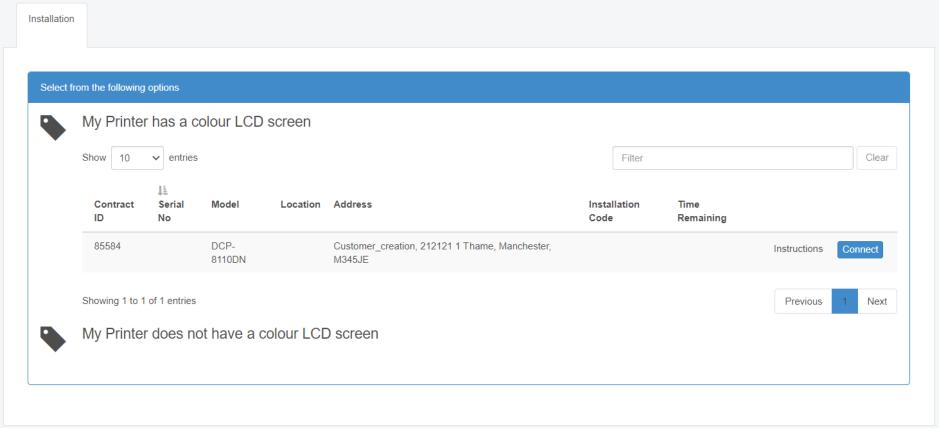 Installation
Select from the following options
My Printer has a colour LCD screen
Show 10 entries
Filter
Clear
Contract ID
Serial No
Model
Location
Address
Installation Code
Time Remaining
85584
DCP-
8110DN
Customer_creation, 212121 1 Thame, Manchester,
M345JE
Instructions
Connect
Showing 1 to 1 of 1 entries
Previous 1 Next
My Printer does not have a colour LCD screen